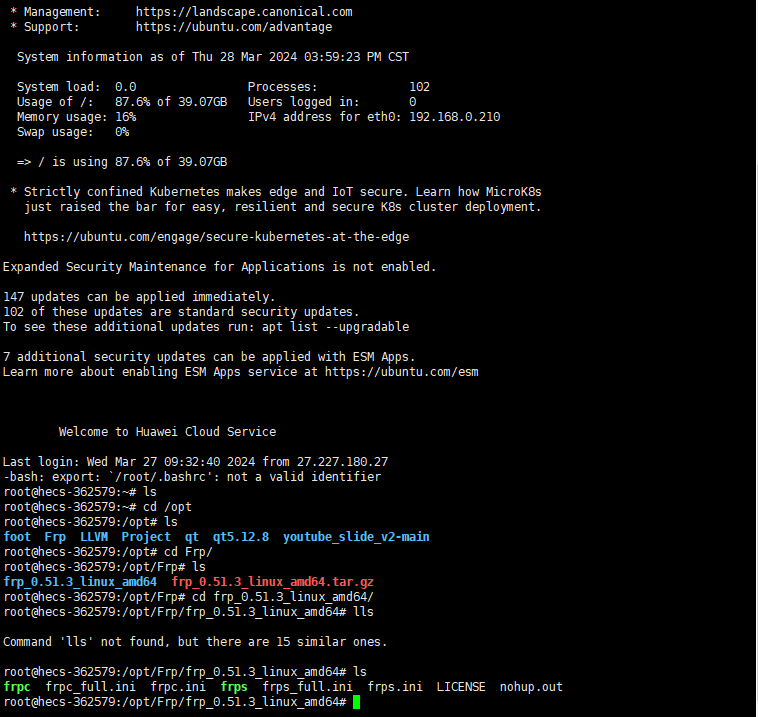 * Management:     https://landscape.canonical.com
* Support:        https://ubuntu.com/advantage
System information as of Thu 28 Mar 2024 03:59:23 PM CST
System load:  0.0                Processes:             102
Usage of /:   87.6% of 39.07GB   Users logged in:       0
Memory usage: 16%                IPv4 address for eth0: 192.168.0.210
Swap usage:   0%
=> / is using 87.6% of 39.07GB
* Strictly confined Kubernetes makes edge and IoT secure. Learn how MicroK8s
just raised the bar for easy, resilient and secure K8s cluster deployment.
https://ubuntu.com/engage/secure-kubernetes-at-the-edge
Expanded Security Maintenance for Applications is not enabled.
147 updates can be applied immediately.
102 of these updates are standard security updates.
To see these additional updates run: apt list --upgradable
7 additional security updates can be applied with ESM Apps.
Learn more about enabling ESM Apps service at https://ubuntu.com/esm
Welcome to Huawei Cloud Service
Last login: Wed Mar 27 09:32:40 2024 from 27.227.180.27
-bash: export: `/root/.bashrc': not a valid identifier
root@hecs-362579:~# ls
root@hecs-362579:~# cd /opt
root@hecs-362579:/opt# ls
foot  Frp  LLVM  Project  qt  qt5.12.8  youtube_slide_v2-main
root@hecs-362579:/opt# cd Frp/
root@hecs-362579:/opt/Frp# ls
frp_0.51.3_linux_amd64  frp_0.51.3_linux_amd64.tar.gz
root@hecs-362579:/opt/Frp# cd frp_0.51.3_linux_amd64/
root@hecs-362579:/opt/Frp/frp_0.51.3_linux_amd64# lls
Command 'lls' not found, but there are 15 similar ones.
root@hecs-362579:/opt/Frp/frp_0.51.3_linux_amd64# ls
frpc  frpc_full.ini  frpc.ini  frps  frps_full.ini  frps.ini  LICENSE  nohup.out
root@hecs-362579:/opt/Frp/frp_0.51.3_linux_amd64#